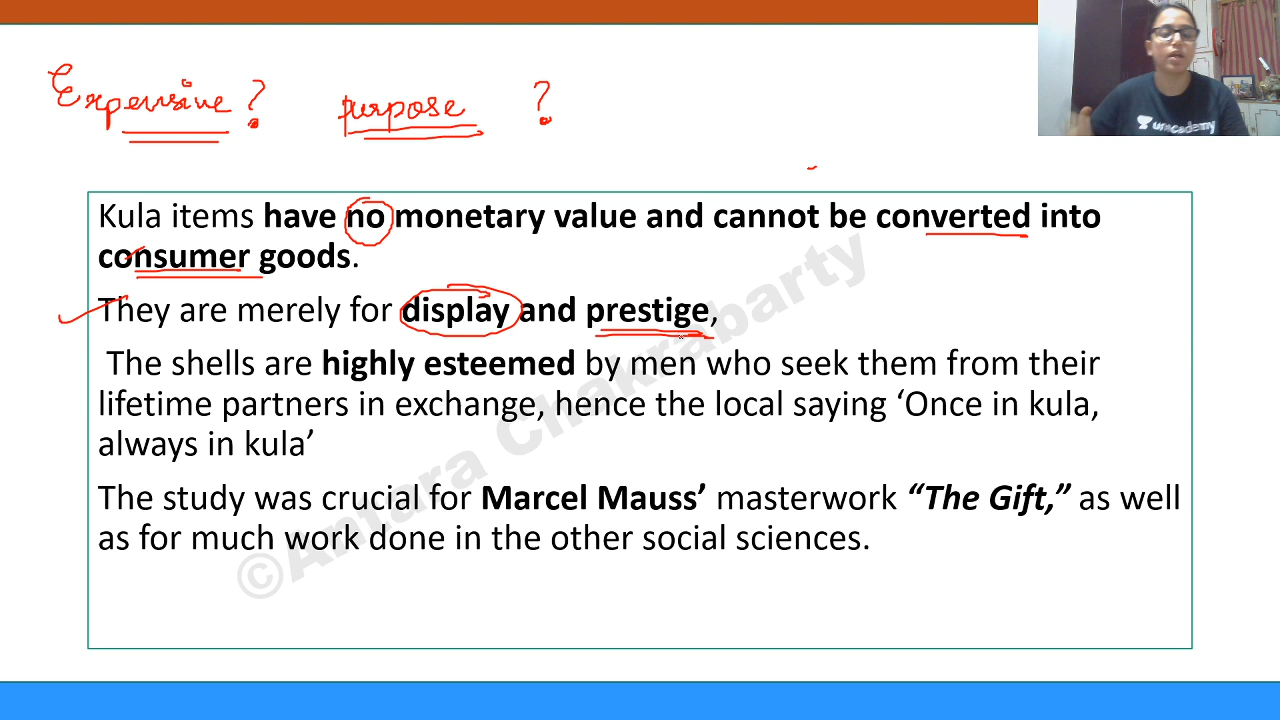 Expensive ? purpose ?
unacademy
Kula items have no monetary value and cannot be converted into
consumer goods.
They are merely for display and prestige,
The shells are highly esteemed by men who seek them from their
lifetime partners in exchange, hence the local saying ‘Once in kula,
always in kula’
The study was crucial for Marcel Mauss’ masterwork “The Gift,” as well
as for much work done in the other social sciences.
©Antara Chakrabarty